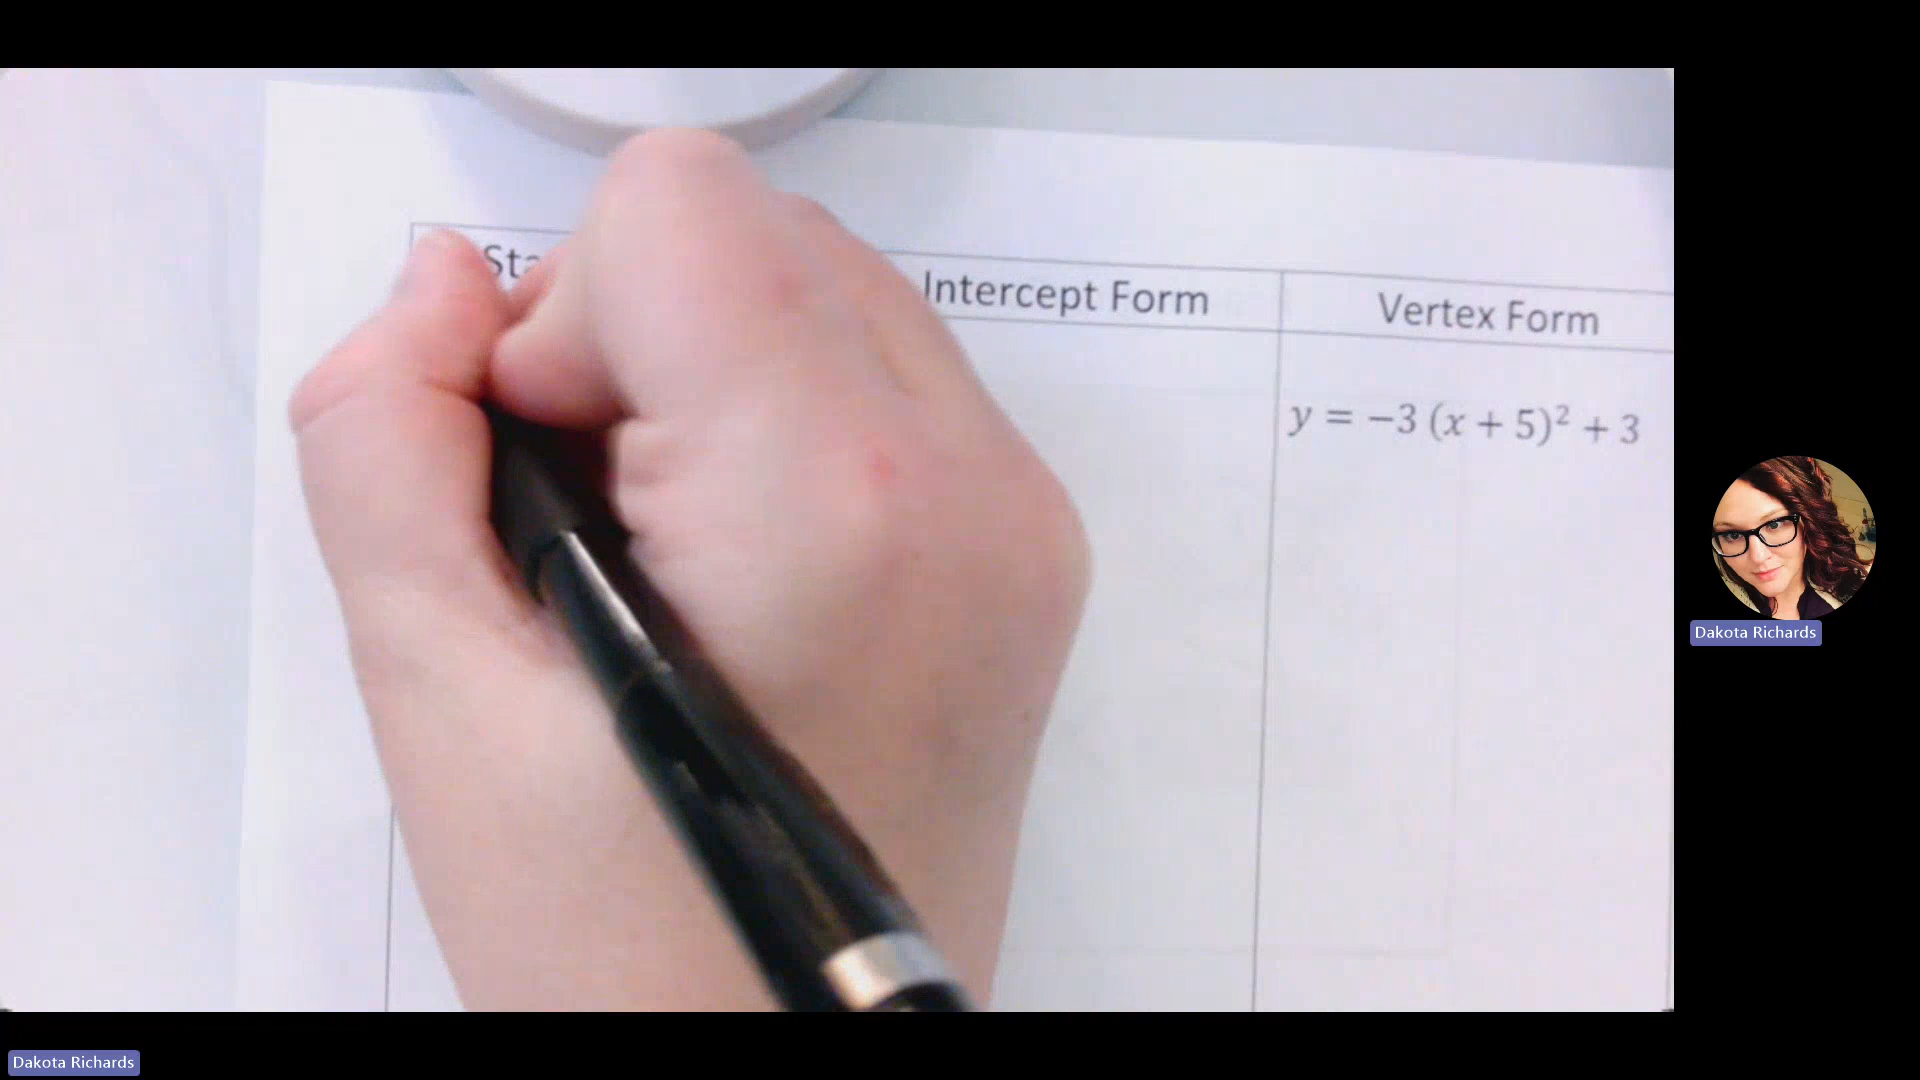 Intercept Form
Vertex Form
y = −3 (x + 5)² + 3
Dakota Richards
Dakota Richards